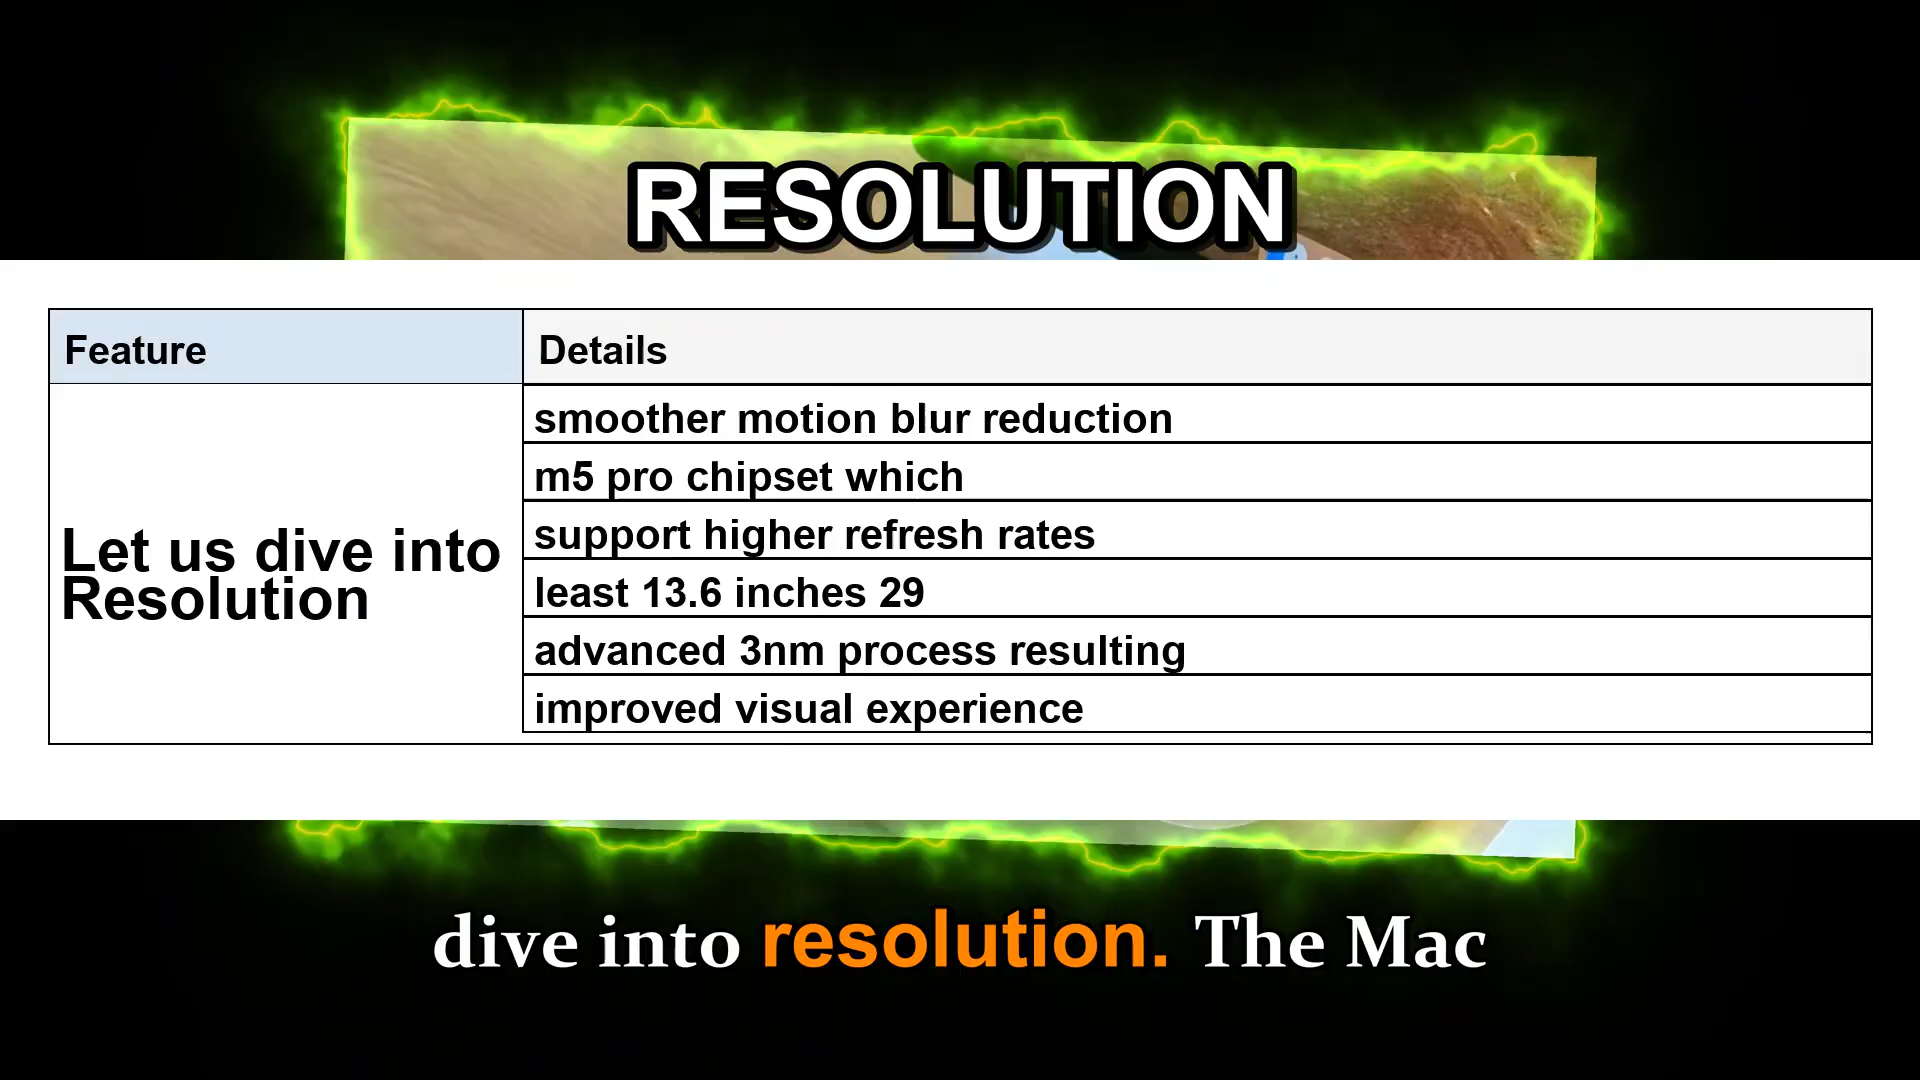 RESOLUTION
Feature
Details
Let us dive into
Resolution
smoother motion blur reduction
m5 pro chipset which
support higher refresh rates
least 13.6 inches 29
advanced 3nm process resulting
improved visual experience
dive into resolution. The Mac